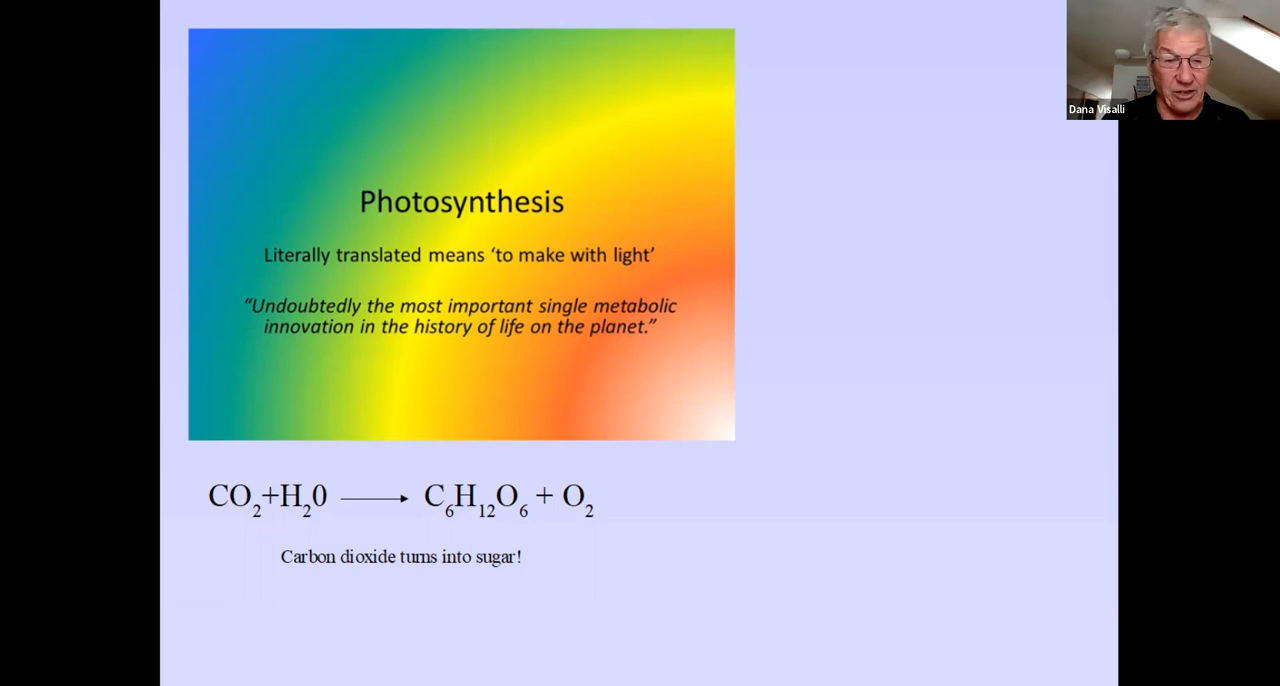 Dana Visalli
Photosynthesis
Literally translated means ‘to make with light’
“Undoubtedly the most important single metabolic
innovation in the history of life on the planet.”
CO₂+H₂0 ⟶ C₆H₁₂O₆ + O₂
Carbon dioxide turns into sugar!